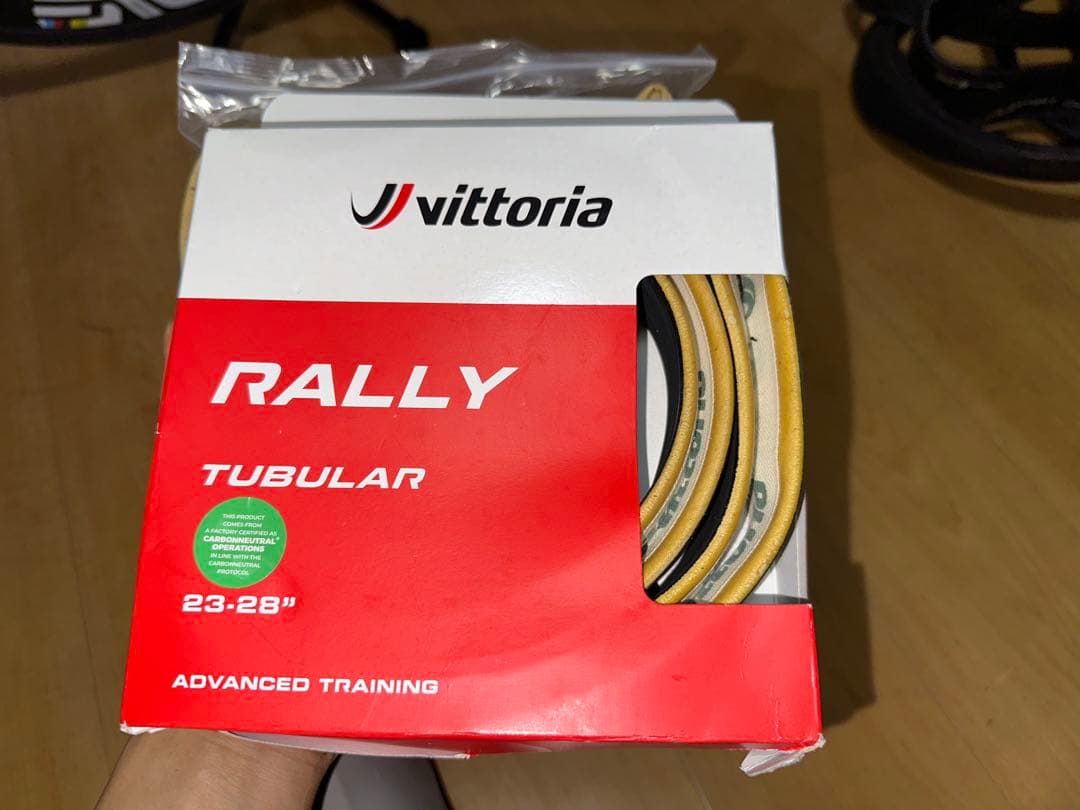 vittoria
RALLY
TUBULAR
THIS PRODUCT
COMES FROM
A FACTORY CERTIFIED AS
CARBONNEUTRAL®
OPERATIONS
IN LINE WITH THE
CARBONNEUTRAL
PROTOCOL
23-28”
ADVANCED TRAINING
vittoria